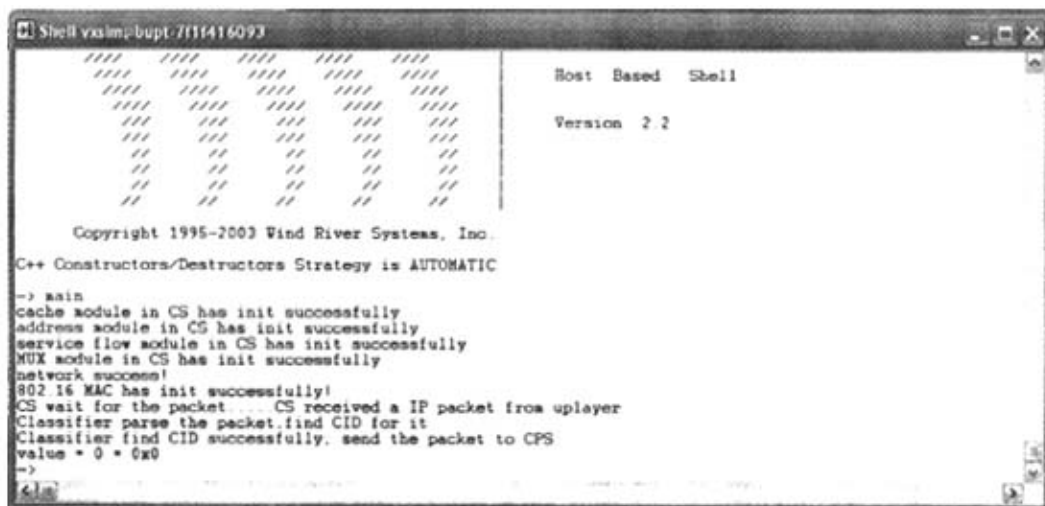 Shell vxsim@bupt-7f1f416093
Host Based Shell
Version 2.2
Copyright 1995-2003 Wind River Systems, Inc.
C++ Constructors/Destructors Strategy is AUTOMATIC
-> main
cache module in CS has init successfully
address module in CS has init successfully
service flow module in CS has init successfully
MUX module in CS has init successfully
network success!
802.16 MAC has init successfully!
CS wait for the packet.....CS received a IP packet from uplayer
Classifier parse the packet,find CID for it
Classifier find CID successfully, send the packet to CPS
value = 0 = 0x0
->